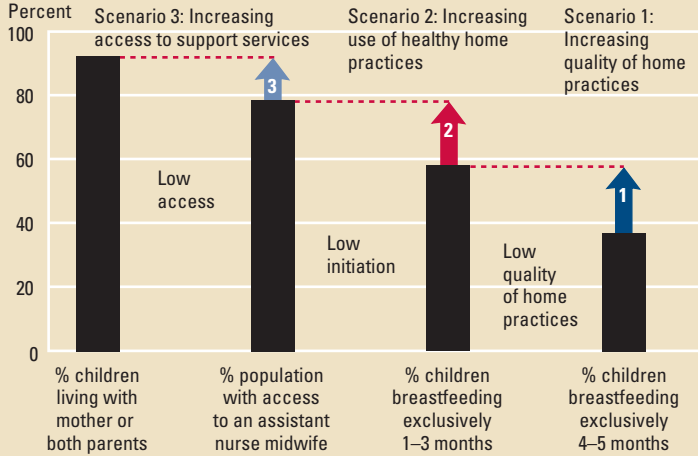 Percent
Scenario 3: Increasing
access to support services
Scenario 2: Increasing
use of healthy home
practices
Scenario 1:
Increasing
quality of home
practices
100
80
60
40
20
0
3
2
1
Low
access
Low
initiation
Low
quality
of home
practices
% children
living with
mother or
both parents
% population
with access
to an assistant
nurse midwife
% children
breastfeeding
exclusively
1–3 months
% children
breastfeeding
exclusively
4–5 months